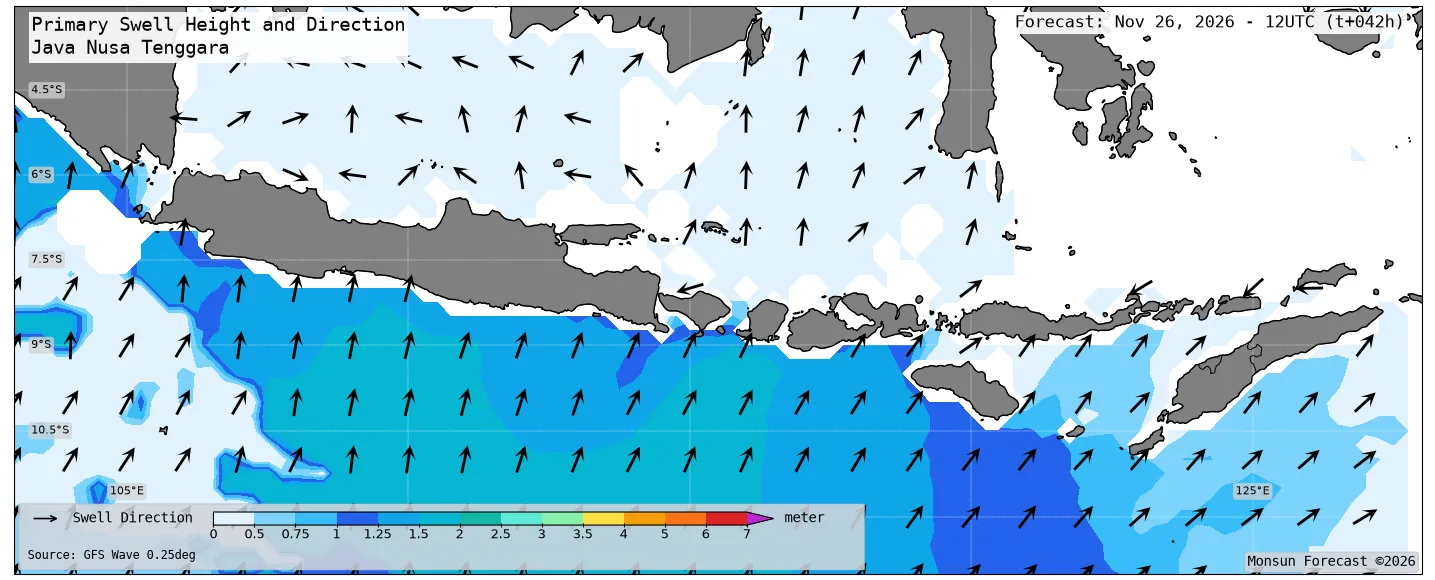 Primary Swell Height and Direction
Java Nusa Tenggara
Forecast: Nov 26, 2026 - 12UTC (t+042h)
4.5°S
6°S
7.5°S
9°S
10.5°S
105°E
125°E
Swell Direction
0 0.5 0.75 1 1.25 1.5 2 2.5 3 3.5 4 5 6 7
meter
Source: GFS Wave 0.25deg
Monsun Forecast ©2026